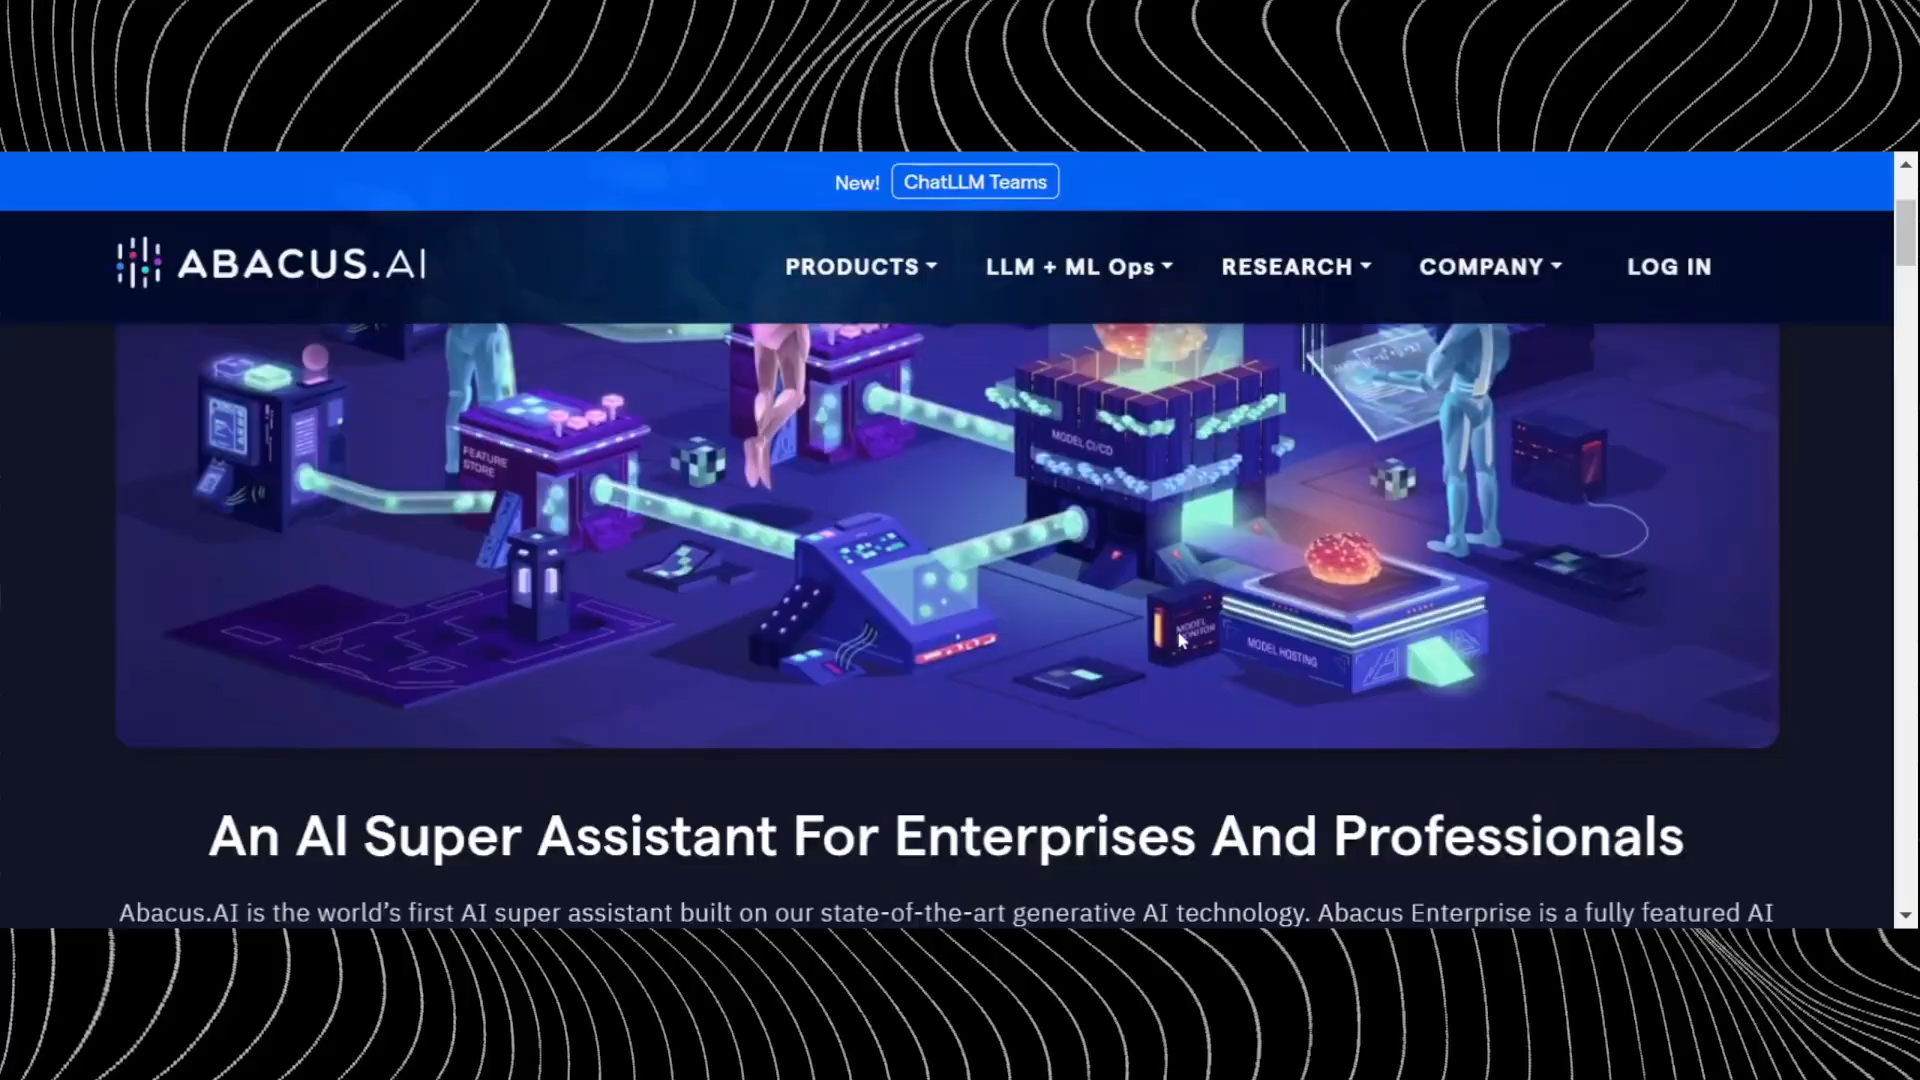 New! ChatLLM Teams
ABACUS.AI PRODUCTS LLM + ML Ops RESEARCH COMPANY LOG IN
MODEL CI/CD
FEATURE
STORE
MODEL
MONITOR
MODEL HOSTING
An AI Super Assistant For Enterprises And Professionals
Abacus.AI is the world’s first AI super assistant built on our state-of-the-art generative AI technology. Abacus Enterprise is a fully featured AI